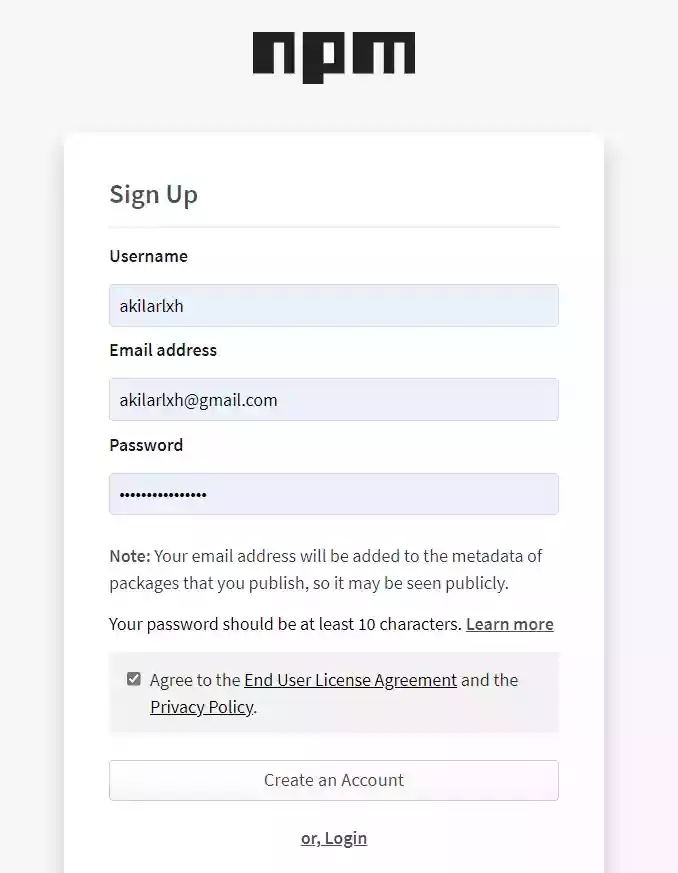 npm
Sign Up
Username
akilarlxh
Email address
akilarlxh@gmail.com
Password
••••••••••••••••
Note: Your email address will be added to the metadata of
packages that you publish, so it may be seen publicly.
Your password should be at least 10 characters. Learn more
Agree to the End User License Agreement and the
Privacy Policy.
Create an Account
or, Login